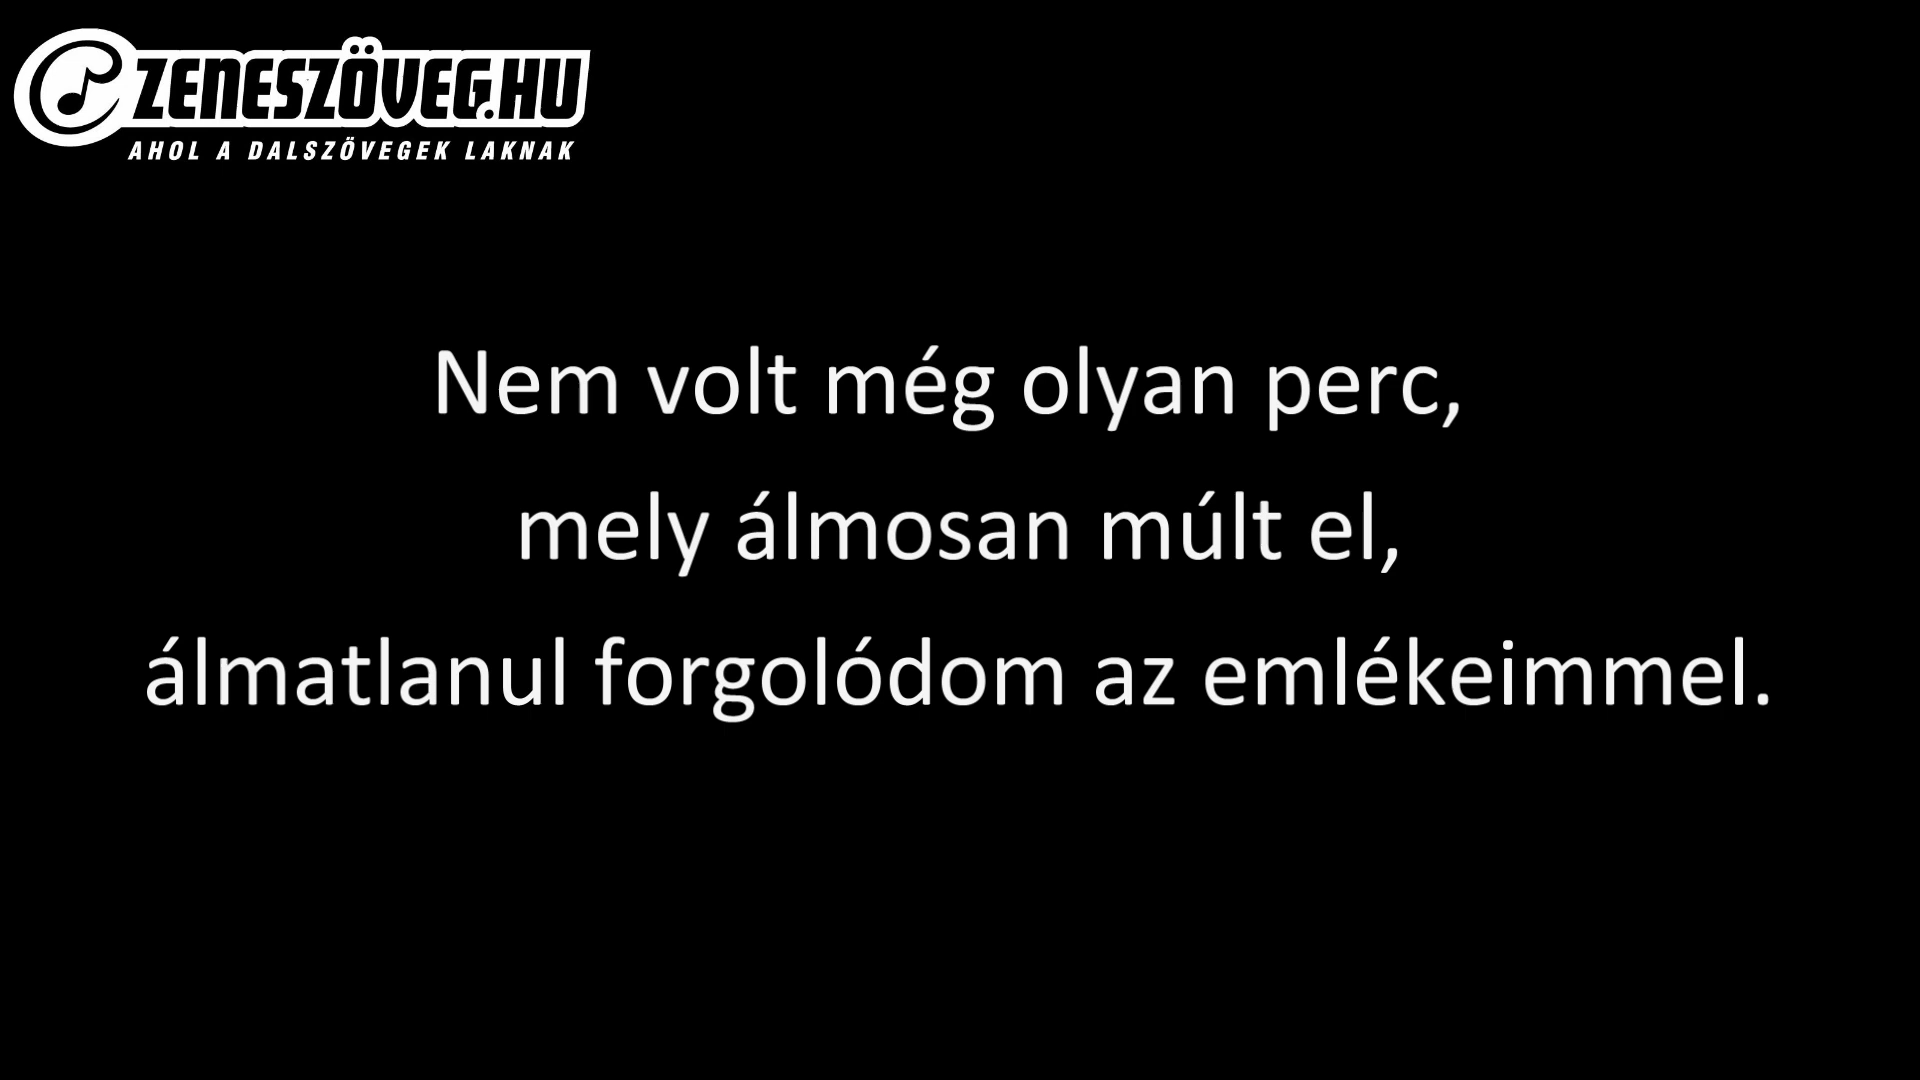 ZENESZÖVEG.HU
AHOL A DALSZÖVEGEK LAKNAK
Nem volt még olyan perc,
mely álmosan múlt el,
álmatlanul forgolódom az emlékeimmel.